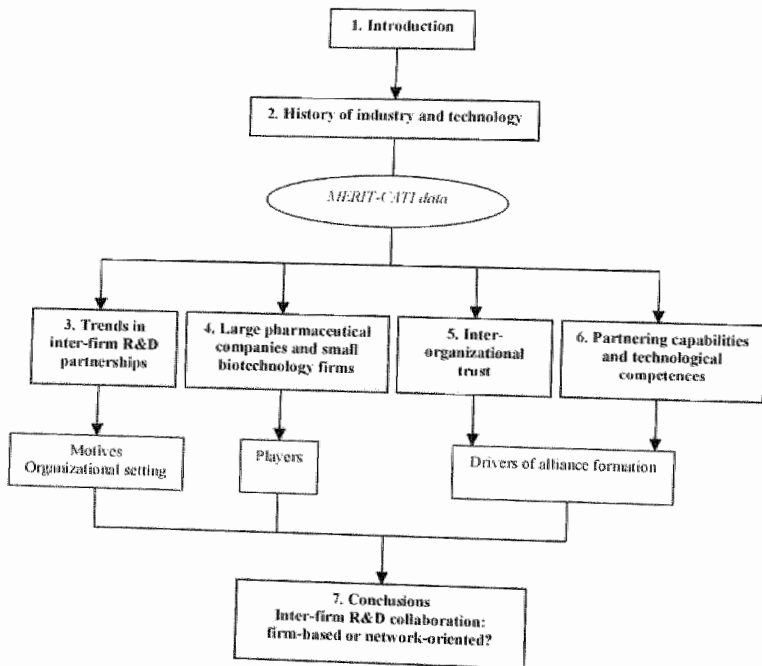 1. Introduction
2. History of industry and technology
MERIT-CATI data
3. Trends in
inter-firm R&D
partnerships
4. Large pharmaceutical
companies and small
biotechnology firms
5. Inter-
organizational
trust
6. Partnering capabilities
and technological
competences
Motives
Organizational setting
Players
Drivers of alliance formation
7. Conclusions
Inter-firm R&D collaboration:
firm-based or network-oriented?